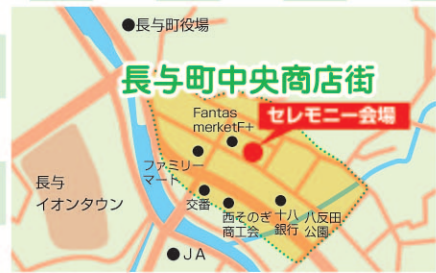 ●長与町役場
長与町中央商店街
Fantas
merketF+
セレモニー会場
ファミリー
マート
長与
イオンタウン
交番
西そのぎ
商工会
十八
銀行
八反田
公園
●JA